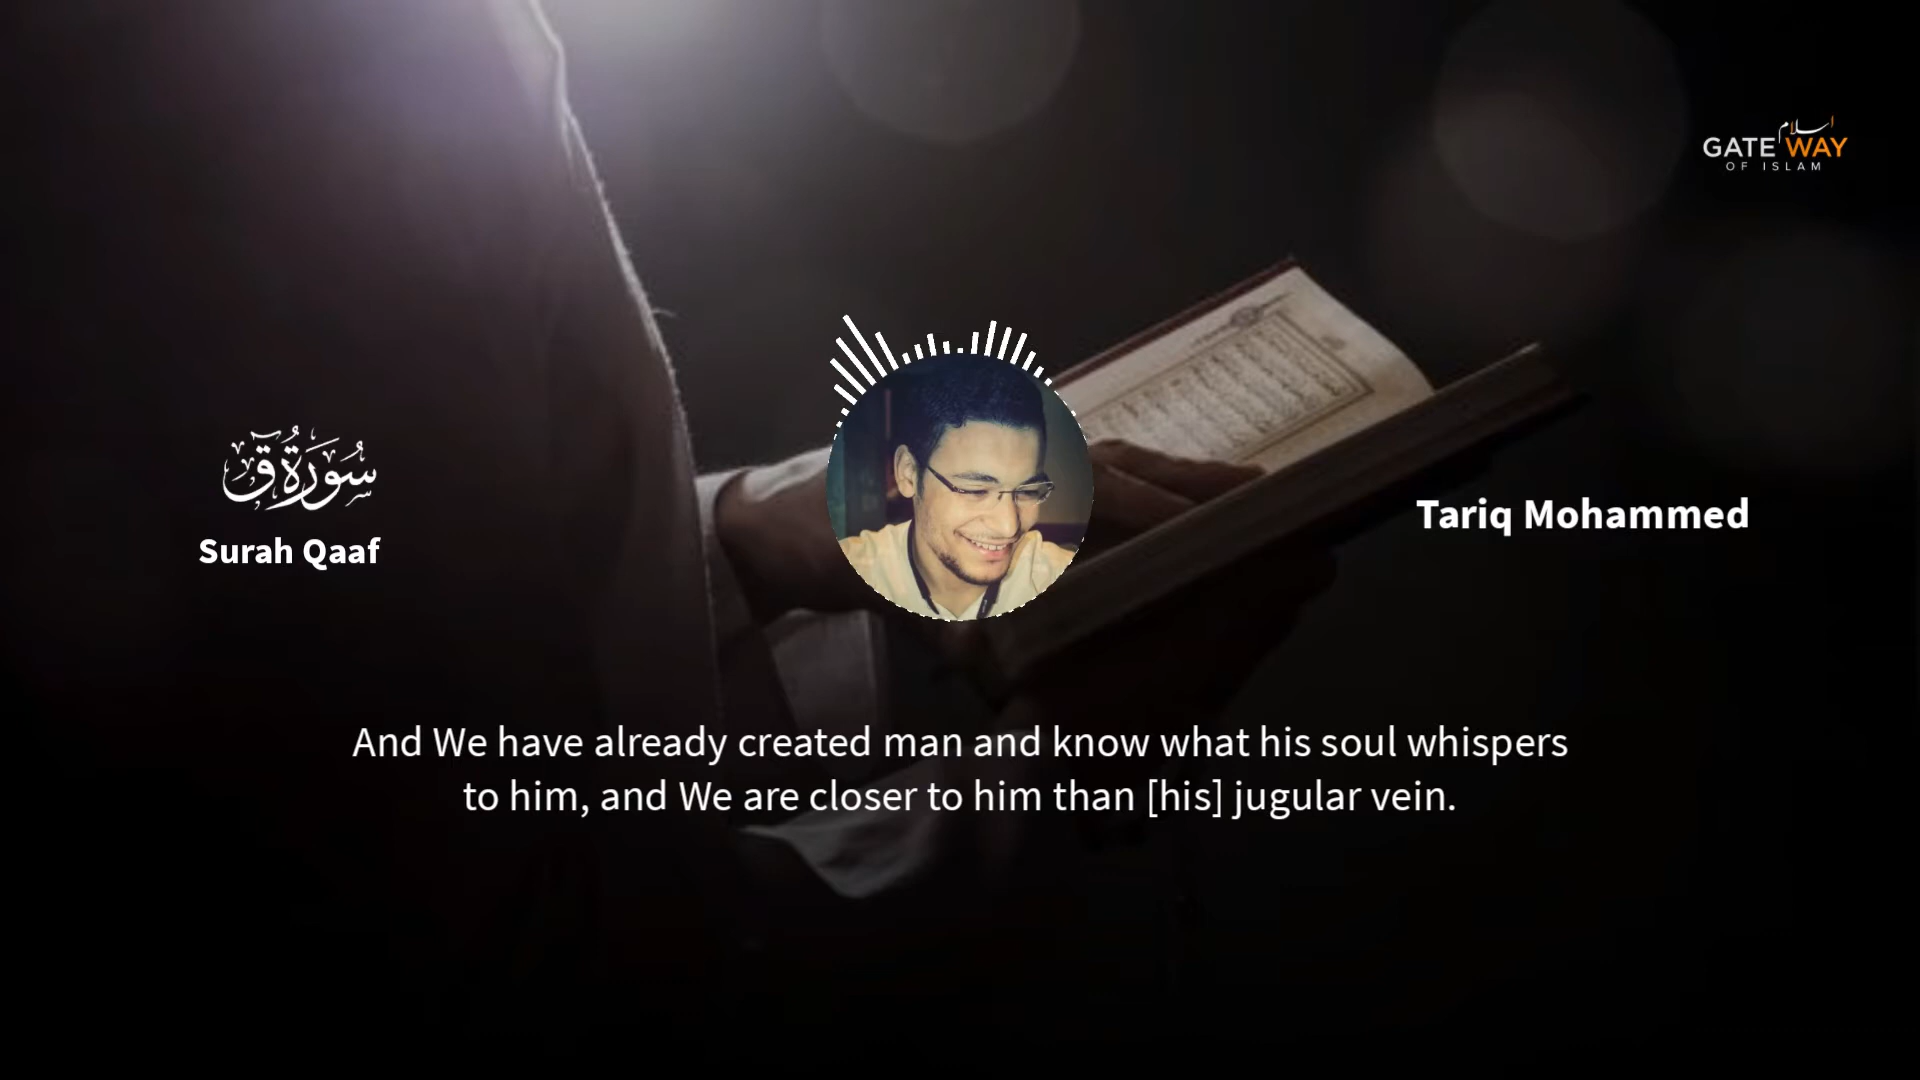 اسلام
GATE WAY
OF ISLAM
سُورَةُ قٓ
Surah Qaaf
Tariq Mohammed
And We have already created man and know what his soul whispers
to him, and We are closer to him than [his] jugular vein.